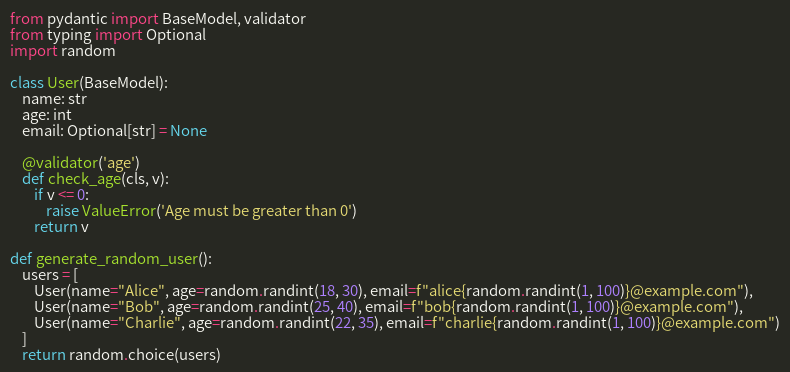 from pydantic import BaseModel, validator
from typing import Optional
import random

class User(BaseModel):
    name: str
    age: int
    email: Optional[str] = None

    @validator('age')
    def check_age(cls, v):
        if v <= 0:
            raise ValueError('Age must be greater than 0')
        return v

def generate_random_user():
    users = [
        User(name="Alice", age=random.randint(18, 30), email=f"alice{random.randint(1, 100)}@example.com"),
        User(name="Bob", age=random.randint(25, 40), email=f"bob{random.randint(1, 100)}@example.com"),
        User(name="Charlie", age=random.randint(22, 35), email=f"charlie{random.randint(1, 100)}@example.com")
    ]
    return random.choice(users)